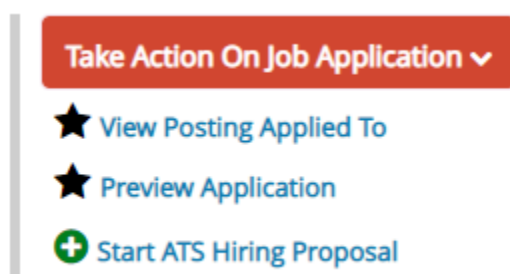 Take Action On Job Application
View Posting Applied To
Preview Application
Start ATS Hiring Proposal